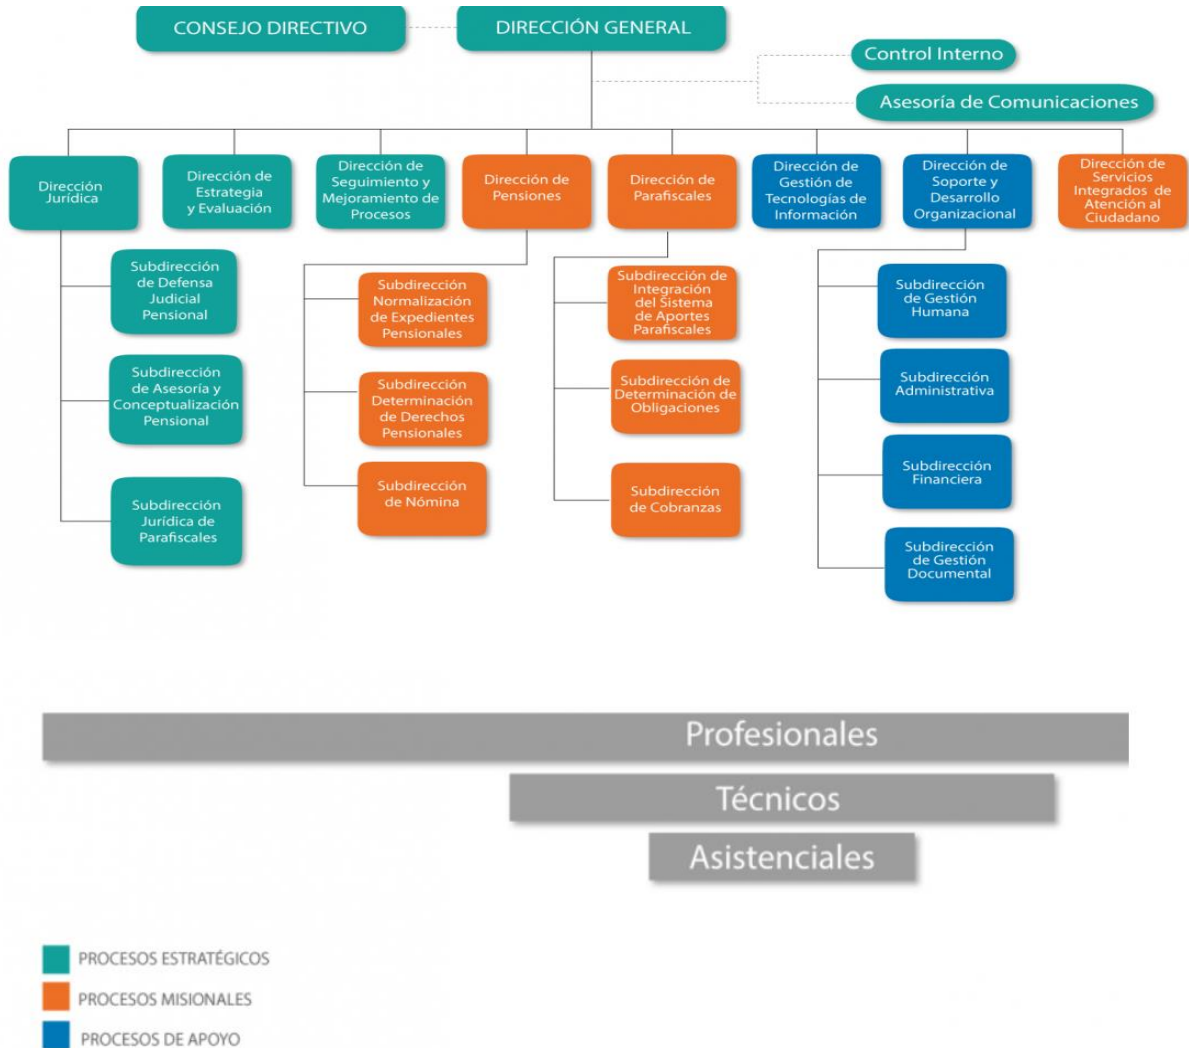 CONSEJO DIRECTIVO
DIRECCIÓN GENERAL
Control Interno
Asesoría de Comunicaciones
Dirección
Jurídica
Dirección de
Estrategia
y Evaluación
Dirección de
Seguimiento y
Mejoramiento de
Procesos
Dirección de
Pensiones
Dirección de
Parafiscales
Dirección de
Gestión de
Tecnologías de
Información
Dirección de
Soporte y
Desarrollo
Organizacional
Dirección de
Servicios
Integrados de
Atención al
Ciudadano
Subdirección
de Defensa
Judicial
Pensional
Subdirección
de Asesoría y
Conceptualización
Pensional
Subdirección
Jurídica de
Parafiscales
Subdirección
Normalización
de Expedientes
Pensionales
Subdirección
Determinación
de Derechos
Pensionales
Subdirección
de Nómina
Subdirección de
Integración
del Sistema
de Aportes
Parafiscales
Subdirección de
Determinación de
Obligaciones
Subdirección
de Cobranzas
Subdirección
de Gestión
Humana
Subdirección
Administrativa
Subdirección
Financiera
Subdirección
de Gestión
Documental
Profesionales
Técnicos
Asistenciales
PROCESOS ESTRATÉGICOS
PROCESOS MISIONALES
PROCESOS DE APOYO